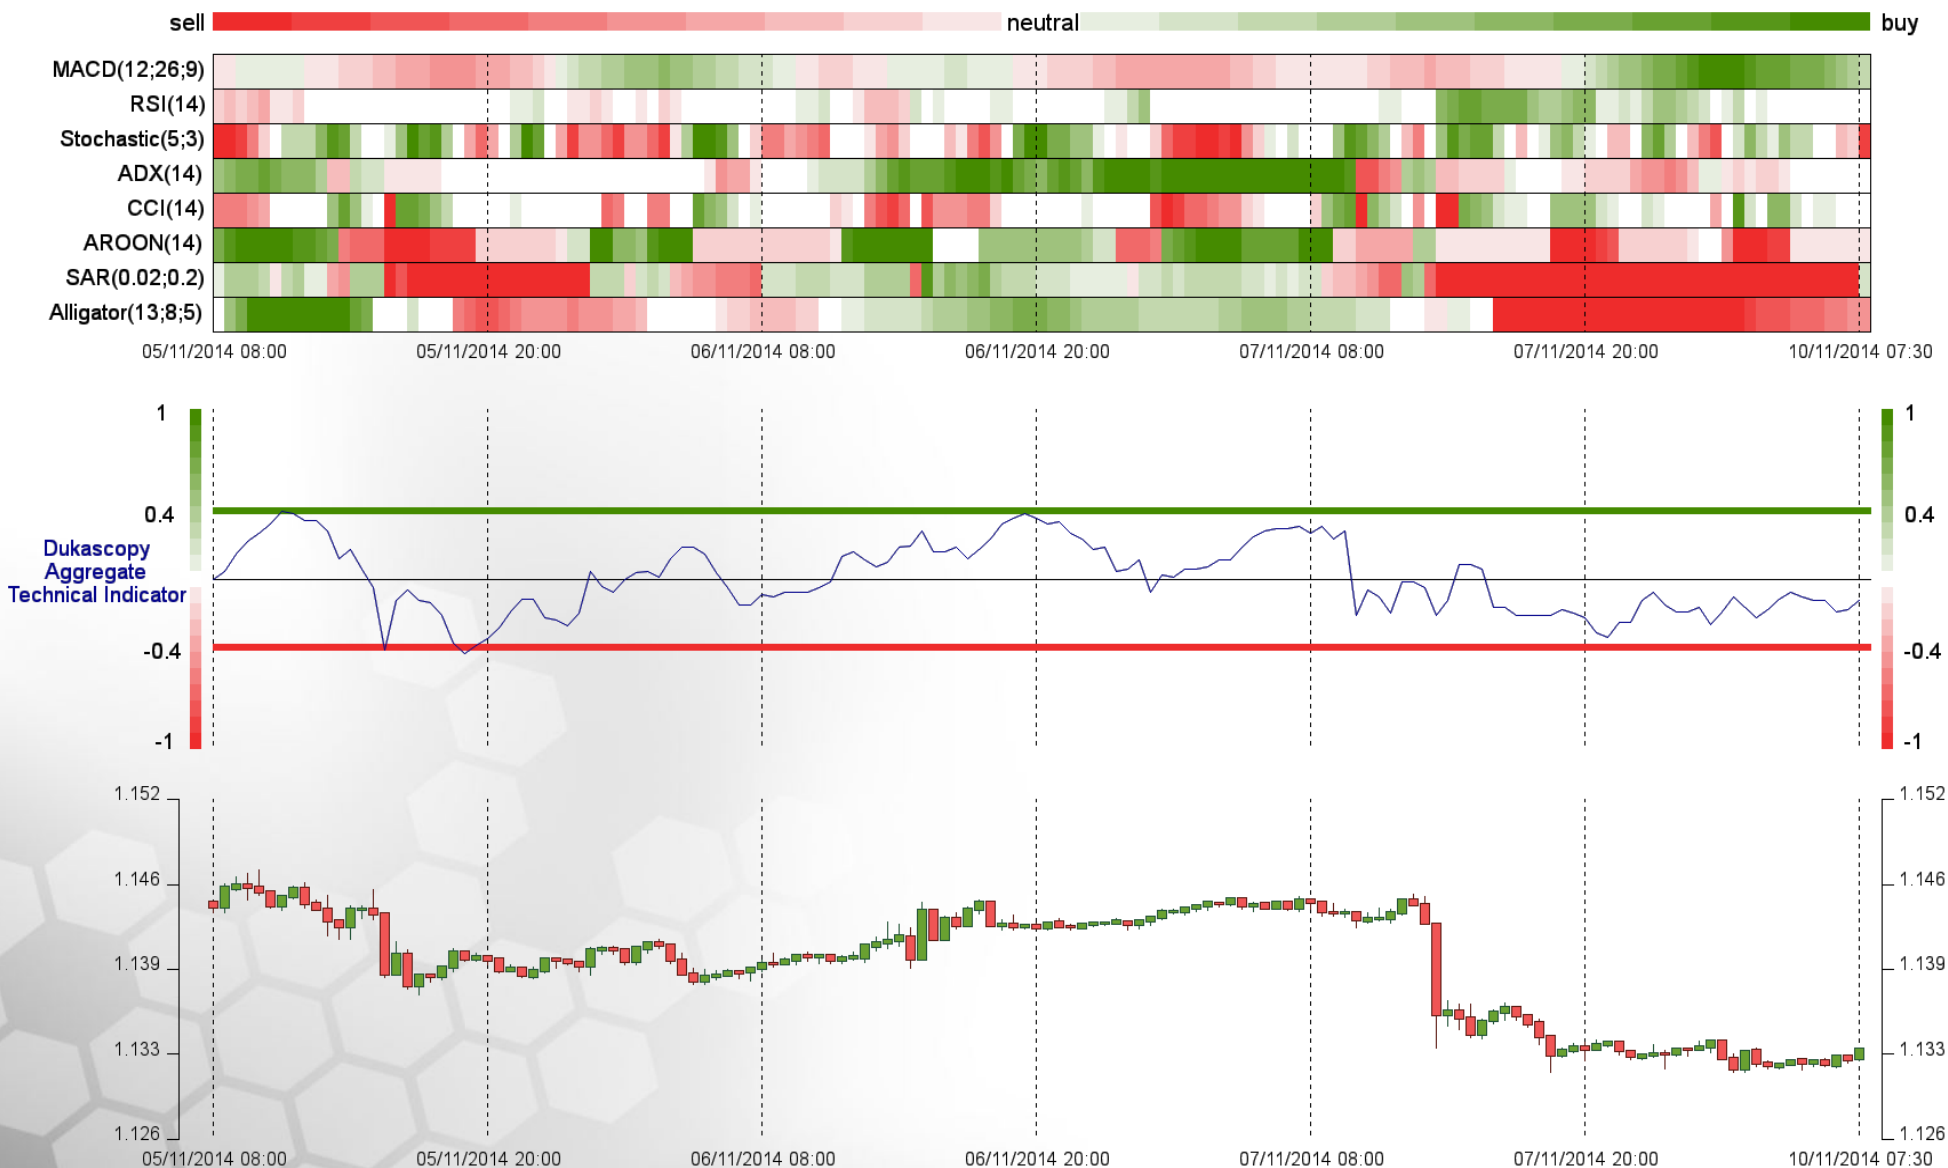 sell neutral buy
MACD(12;26;9)
RSI(14)
Stochastic(5;3)
ADX(14)
CCI(14)
AROON(14)
SAR(0.02;0.2)
Alligator(13;8;5)
05/11/2014 08:00 05/11/2014 20:00 06/11/2014 08:00 06/11/2014 20:00 07/11/2014 08:00 07/11/2014 20:00 10/11/2014 07:30
1 1
0.4 0.4
Dukascopy
Aggregate
Technical Indicator
-0.4 -0.4
-1 -1
1.152 1.152
1.146 1.146
1.139 1.139
1.133 1.133
1.126 1.126
05/11/2014 08:00 05/11/2014 20:00 06/11/2014 08:00 06/11/2014 20:00 07/11/2014 08:00 07/11/2014 20:00 10/11/2014 07:30